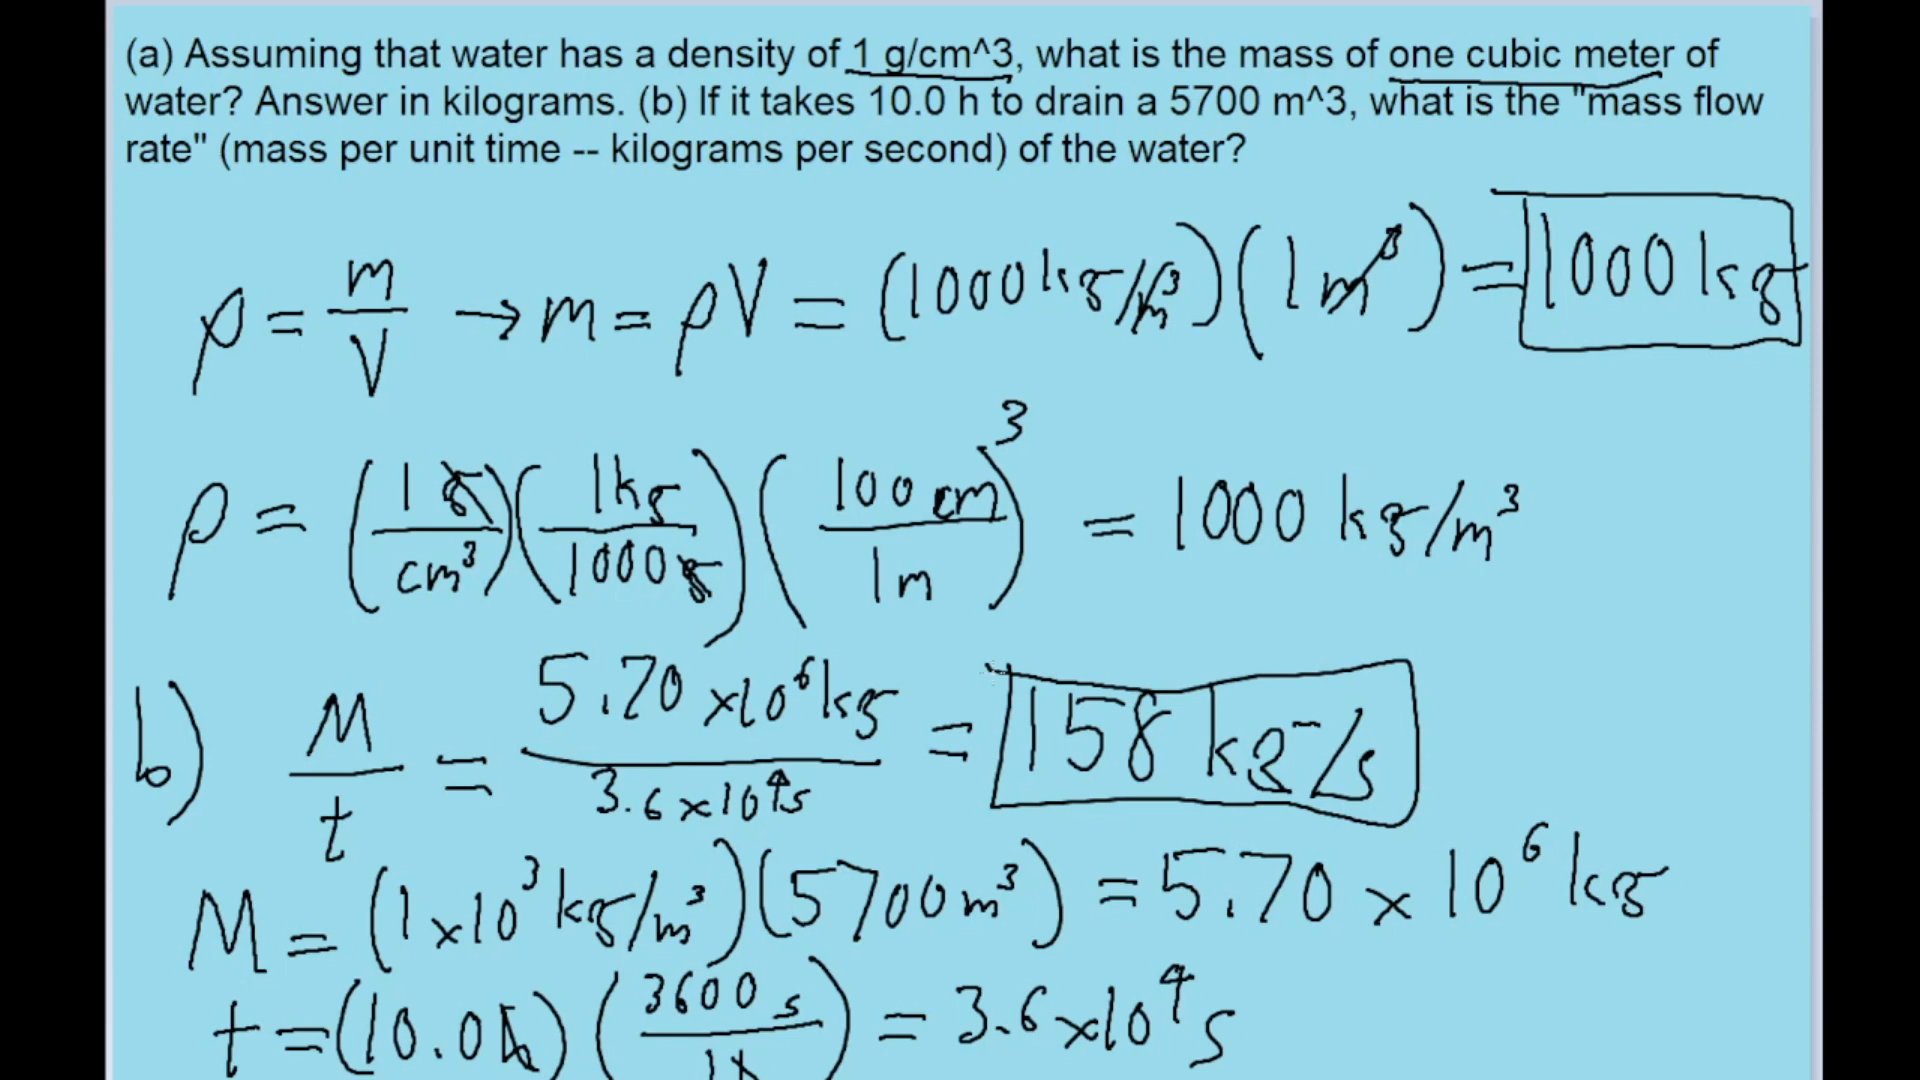 (a) Assuming that water has a density of 1 g/cm^3, what is the mass of one cubic meter of
water? Answer in kilograms. (b) If it takes 10.0 h to drain a 5700 m^3, what is the "mass flow
rate" (mass per unit time -- kilograms per second) of the water?
ρ = m/V → m = ρV = (1000 kg/m³)(1 m³) = 1000 kg
ρ = (1 g/cm³)(1 kg/1000 g)(100 cm/1 m)³ = 1000 kg/m³
b) M/t = 5.70 x10⁶ kg/3.6 x 10⁴ s = 158 kg/s
M = (1 x 10³ kg/m³)(5700 m³) = 5.70 x 10⁶ kg
t = (10.0 h)(3600 s/1 h) = 3.6 x 10⁴ s